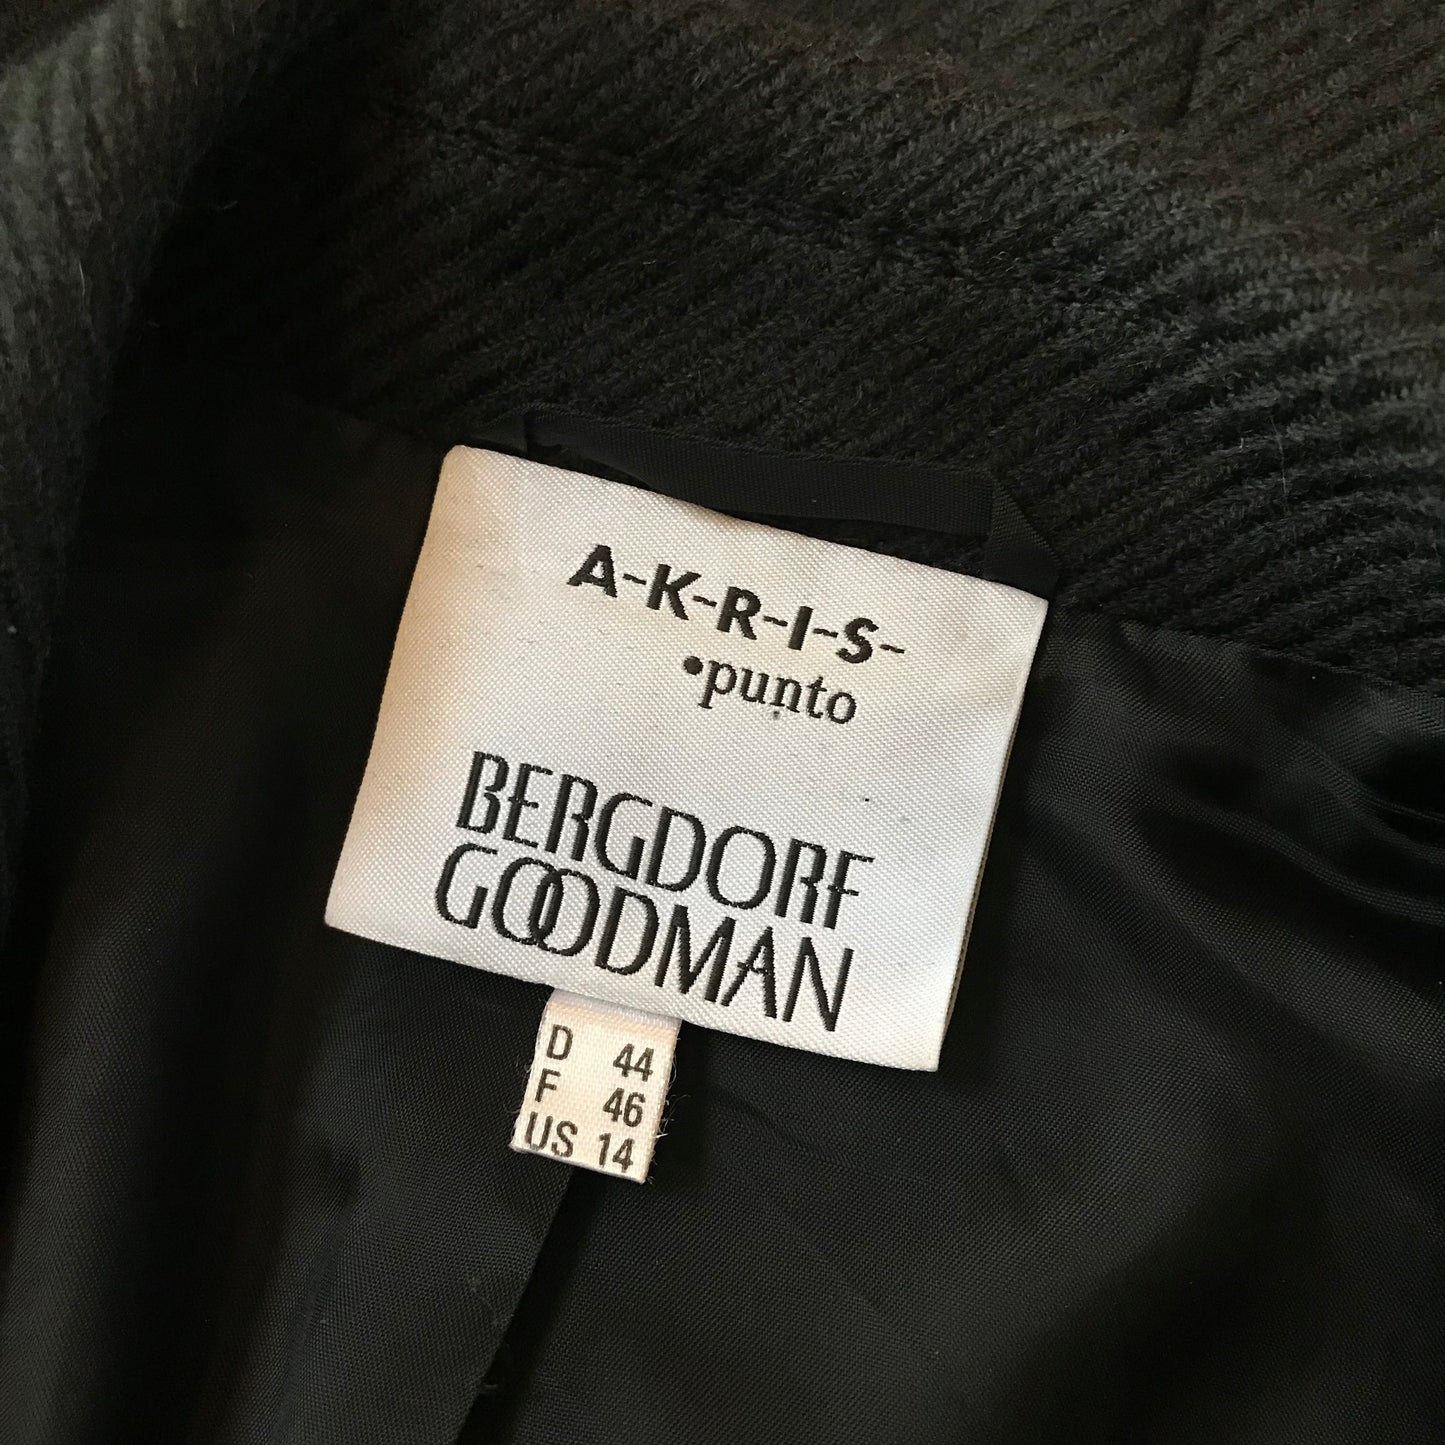 A-K-R-I-S-
•punto
BERGDORF
GOODMAN
D 44
F 46
US 14